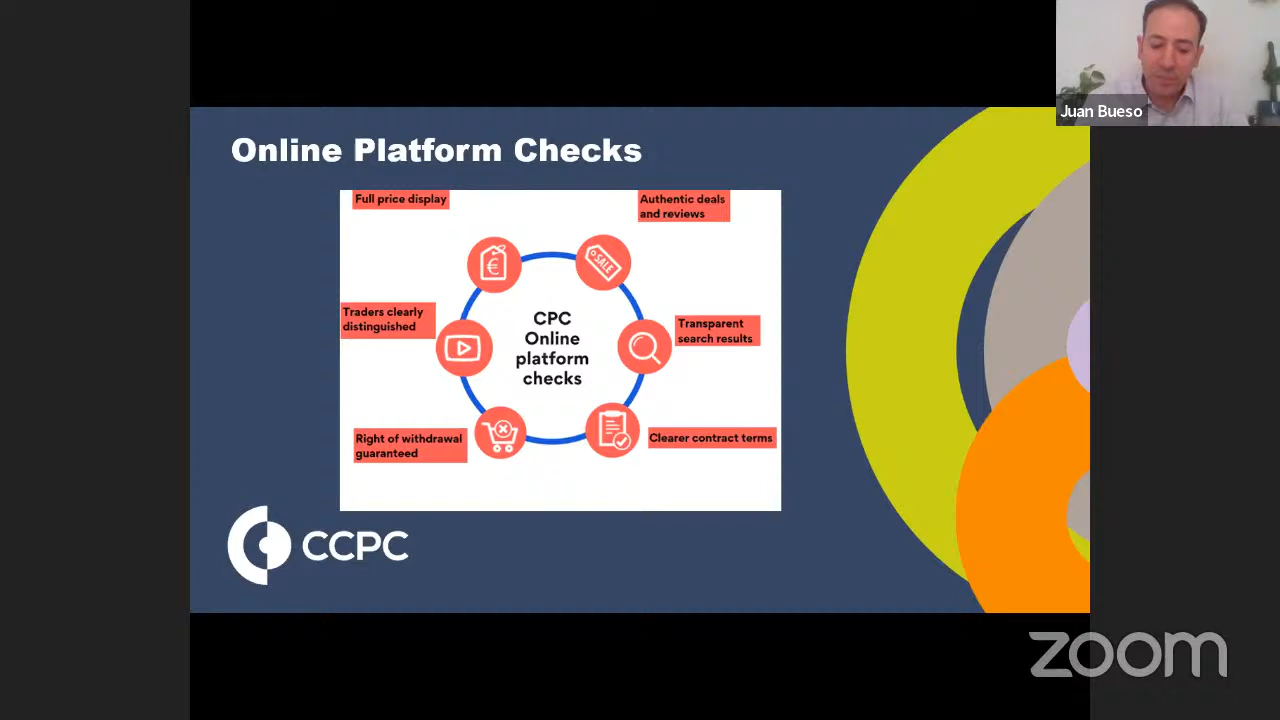 Juan Bueso
Online Platform Checks
Full price display
Authentic deals
and reviews
€
SALE
Traders clearly
distinguished
CPC
Online
platform
checks
Transparent
search results
Right of withdrawal
guaranteed
Clearer contract terms
CCPC
zoom